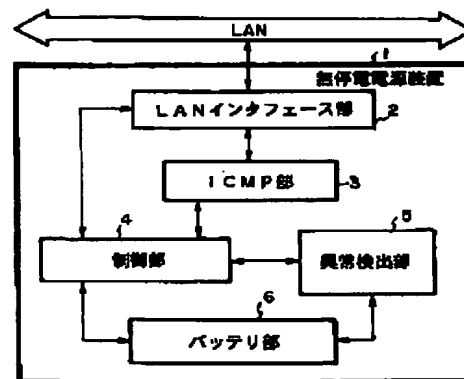 LAN
1
無停電電源装置
LANインタフェース部
2
ICMP部
3
4
制御部
5
異常検出部
6
バッテリ部